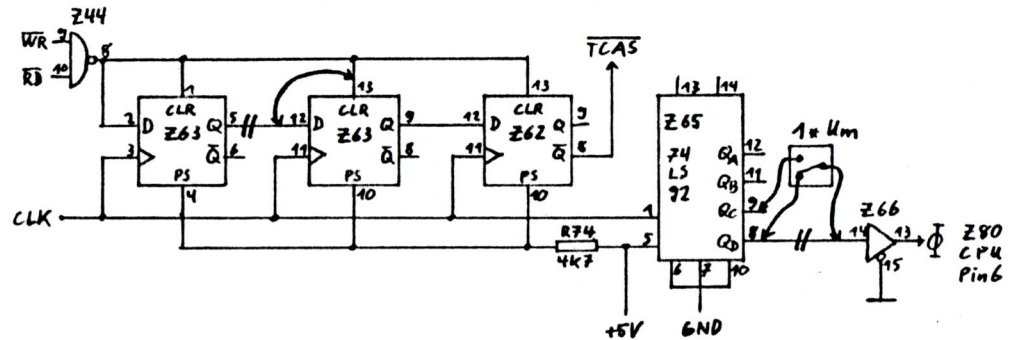 Z44
WR 9
RD 10
8
TCAS
1 CLR
2 D Q 5
Z63
3 Q 6
PS
4
13
CLR
12 D Q 9
Z63
11 Q 8
PS
10
13
CLR
12 D Q 9
Z62
11 Q 8
PS
10
CLK
R74
4K7
+5V
13 14
Z65
74
LS
92
QA 12
QB 11
QC 9
QD 8
1
5
6 7 10
GND
1* Um
Z66
14 13 Φ
15
Z80
CPU
Pin6